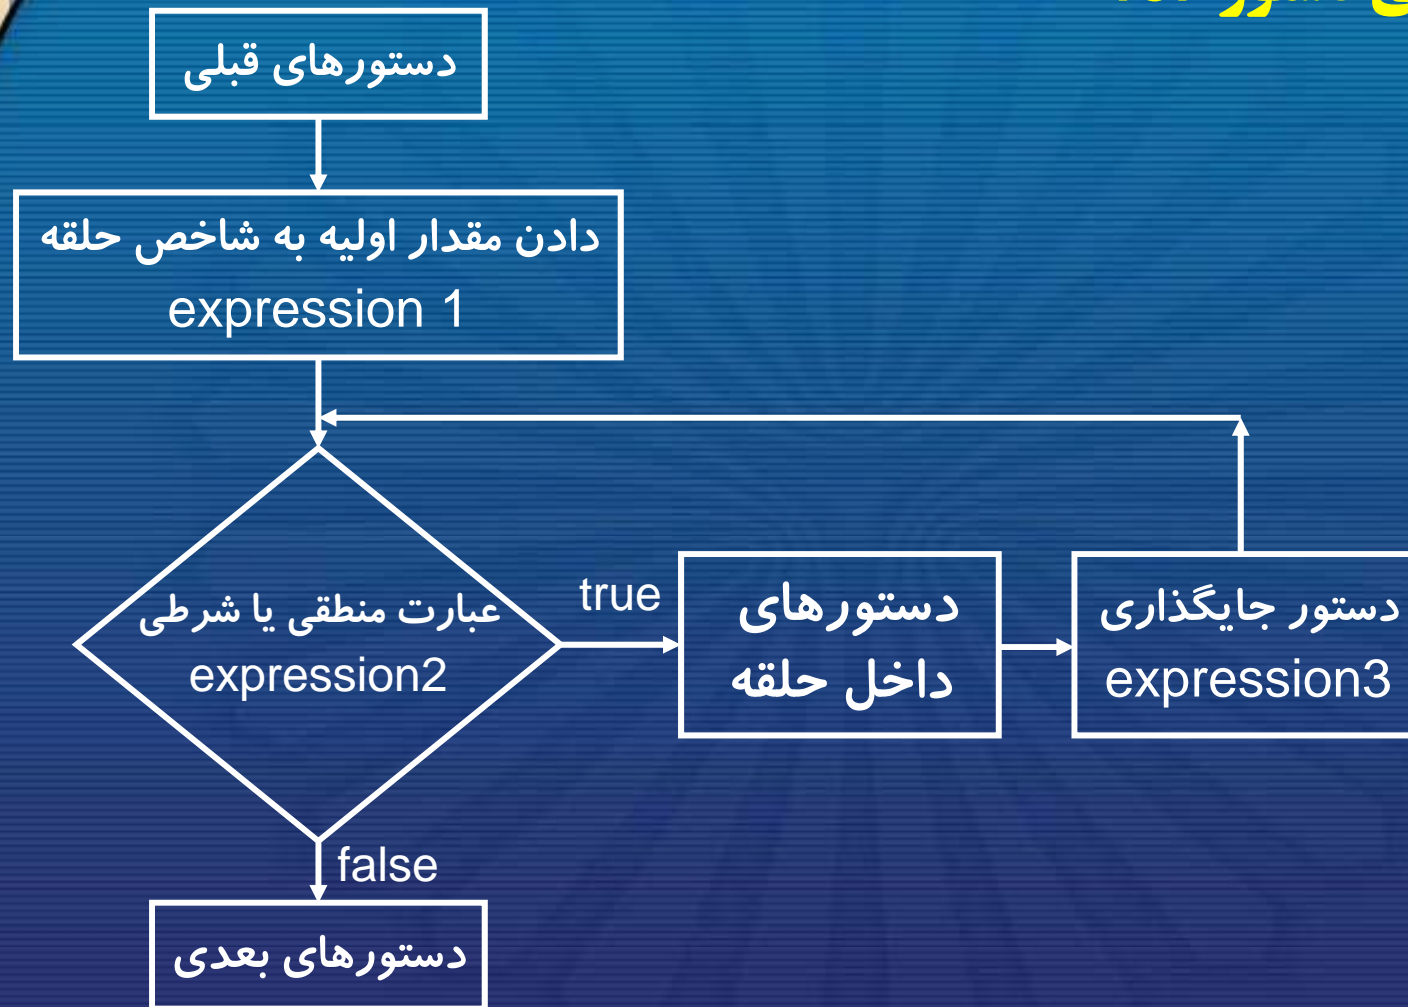 دستور
دستورهای قبلی
دادن مقدار اولیه به شاخص حلقه
expression 1
عبارت منطقی یا شرطی
expression2
true
دستورهای
داخل حلقه
دستور جایگذاری
expression3
false
دستورهای بعدی